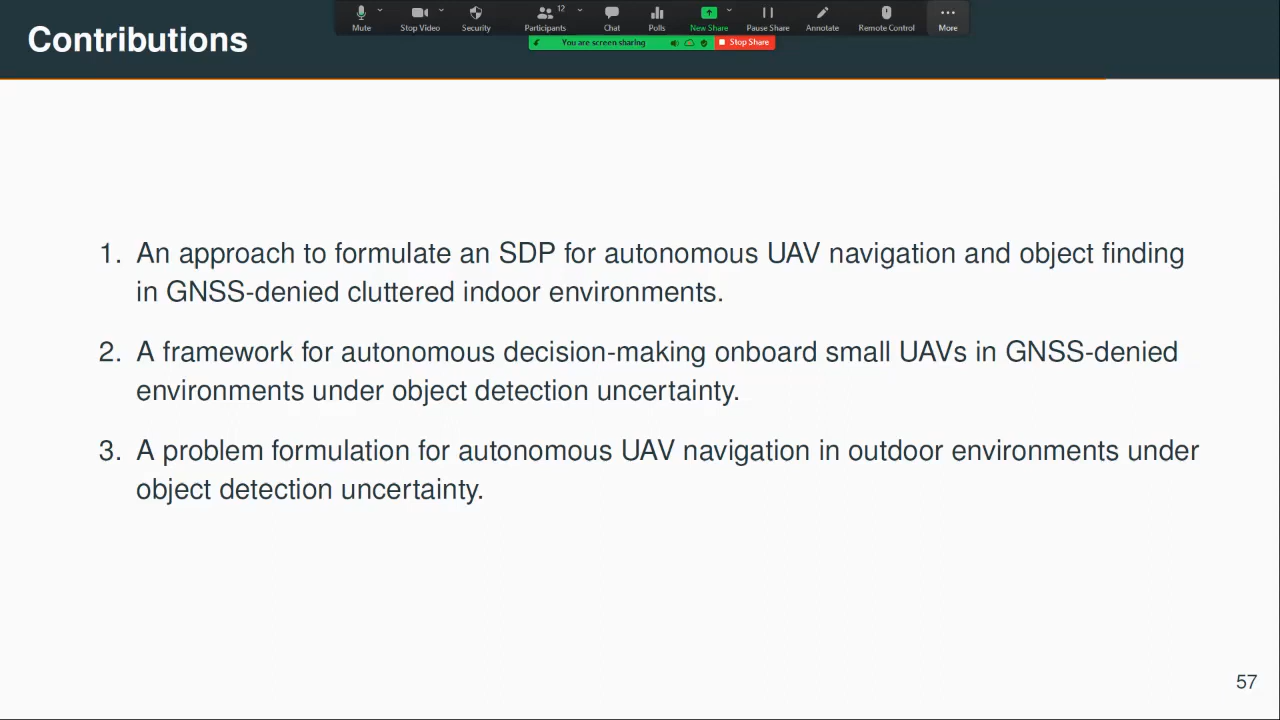 Contributions
12
Mute
Stop Video
Security
Participants
Chat
Polls
New Share
Pause Share
Annotate
Remote Control
More
You are screen sharing
Stop Share
1. An approach to formulate an SDP for autonomous UAV navigation and object finding
in GNSS-denied cluttered indoor environments.
2. A framework for autonomous decision-making onboard small UAVs in GNSS-denied
environments under object detection uncertainty.
3. A problem formulation for autonomous UAV navigation in outdoor environments under
object detection uncertainty.
57